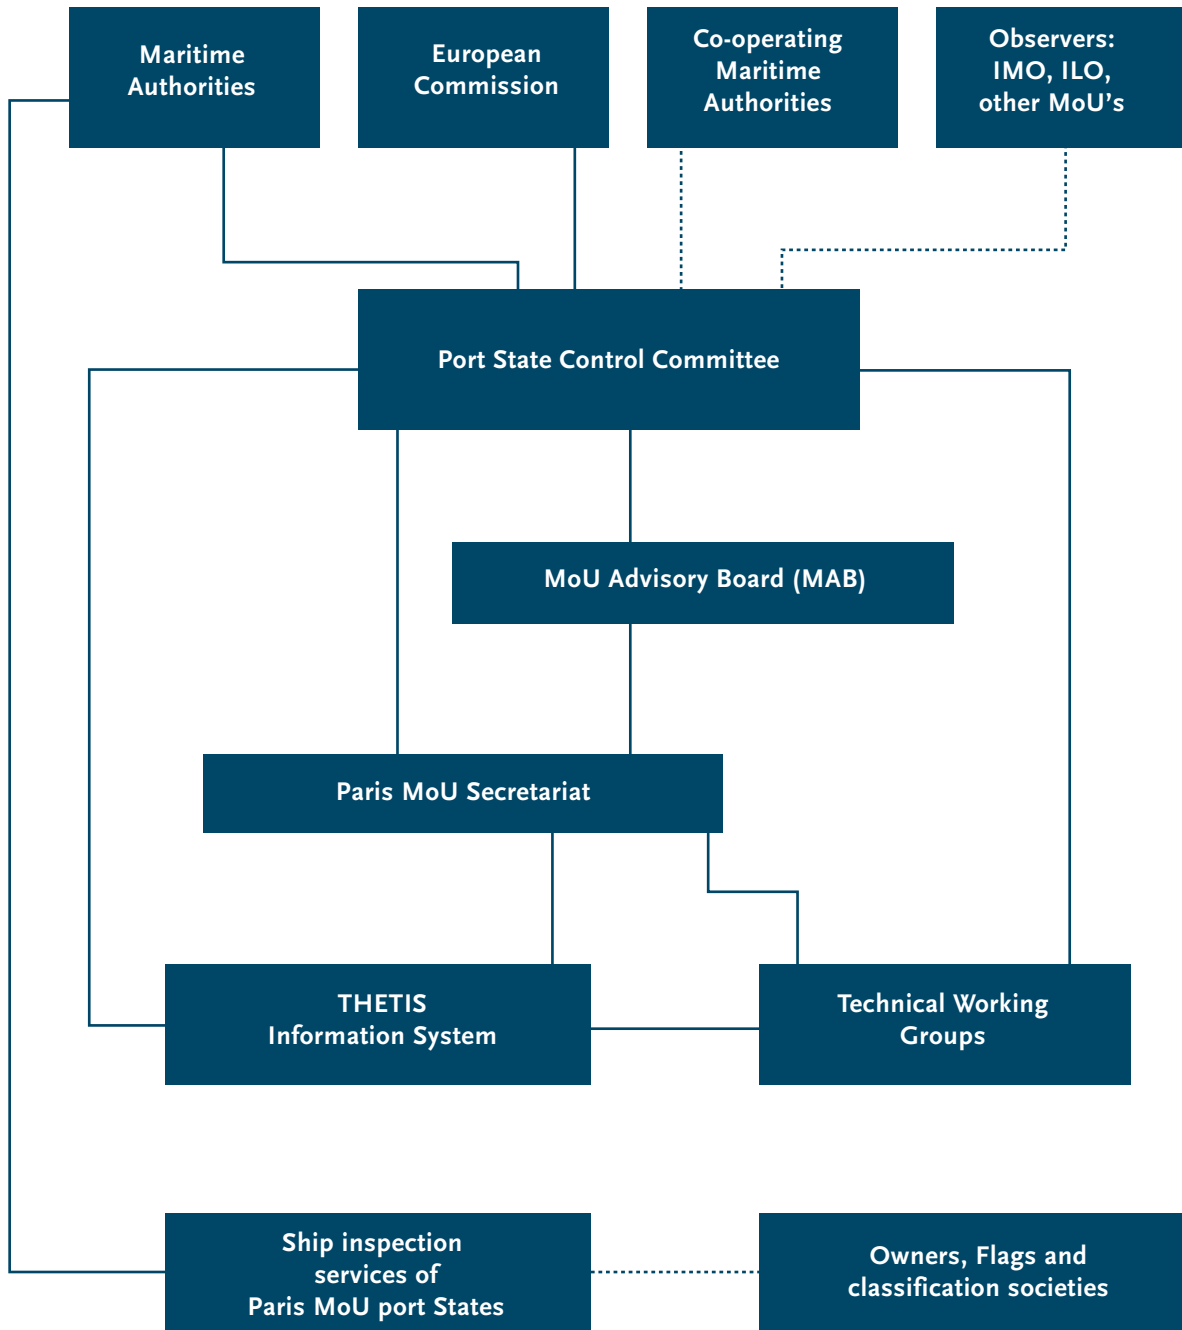 Maritime
Authorities
European
Commission
Co-operating
Maritime
Authorities
Observers:
IMO, ILO,
other MoU's
Port State Control Committee
MoU Advisory Board (MAB)
Paris MoU Secretariat
THETIS
Information System
Technical Working
Groups
Ship inspection
services of
Paris MoU port States
Owners, Flags and
classification societies